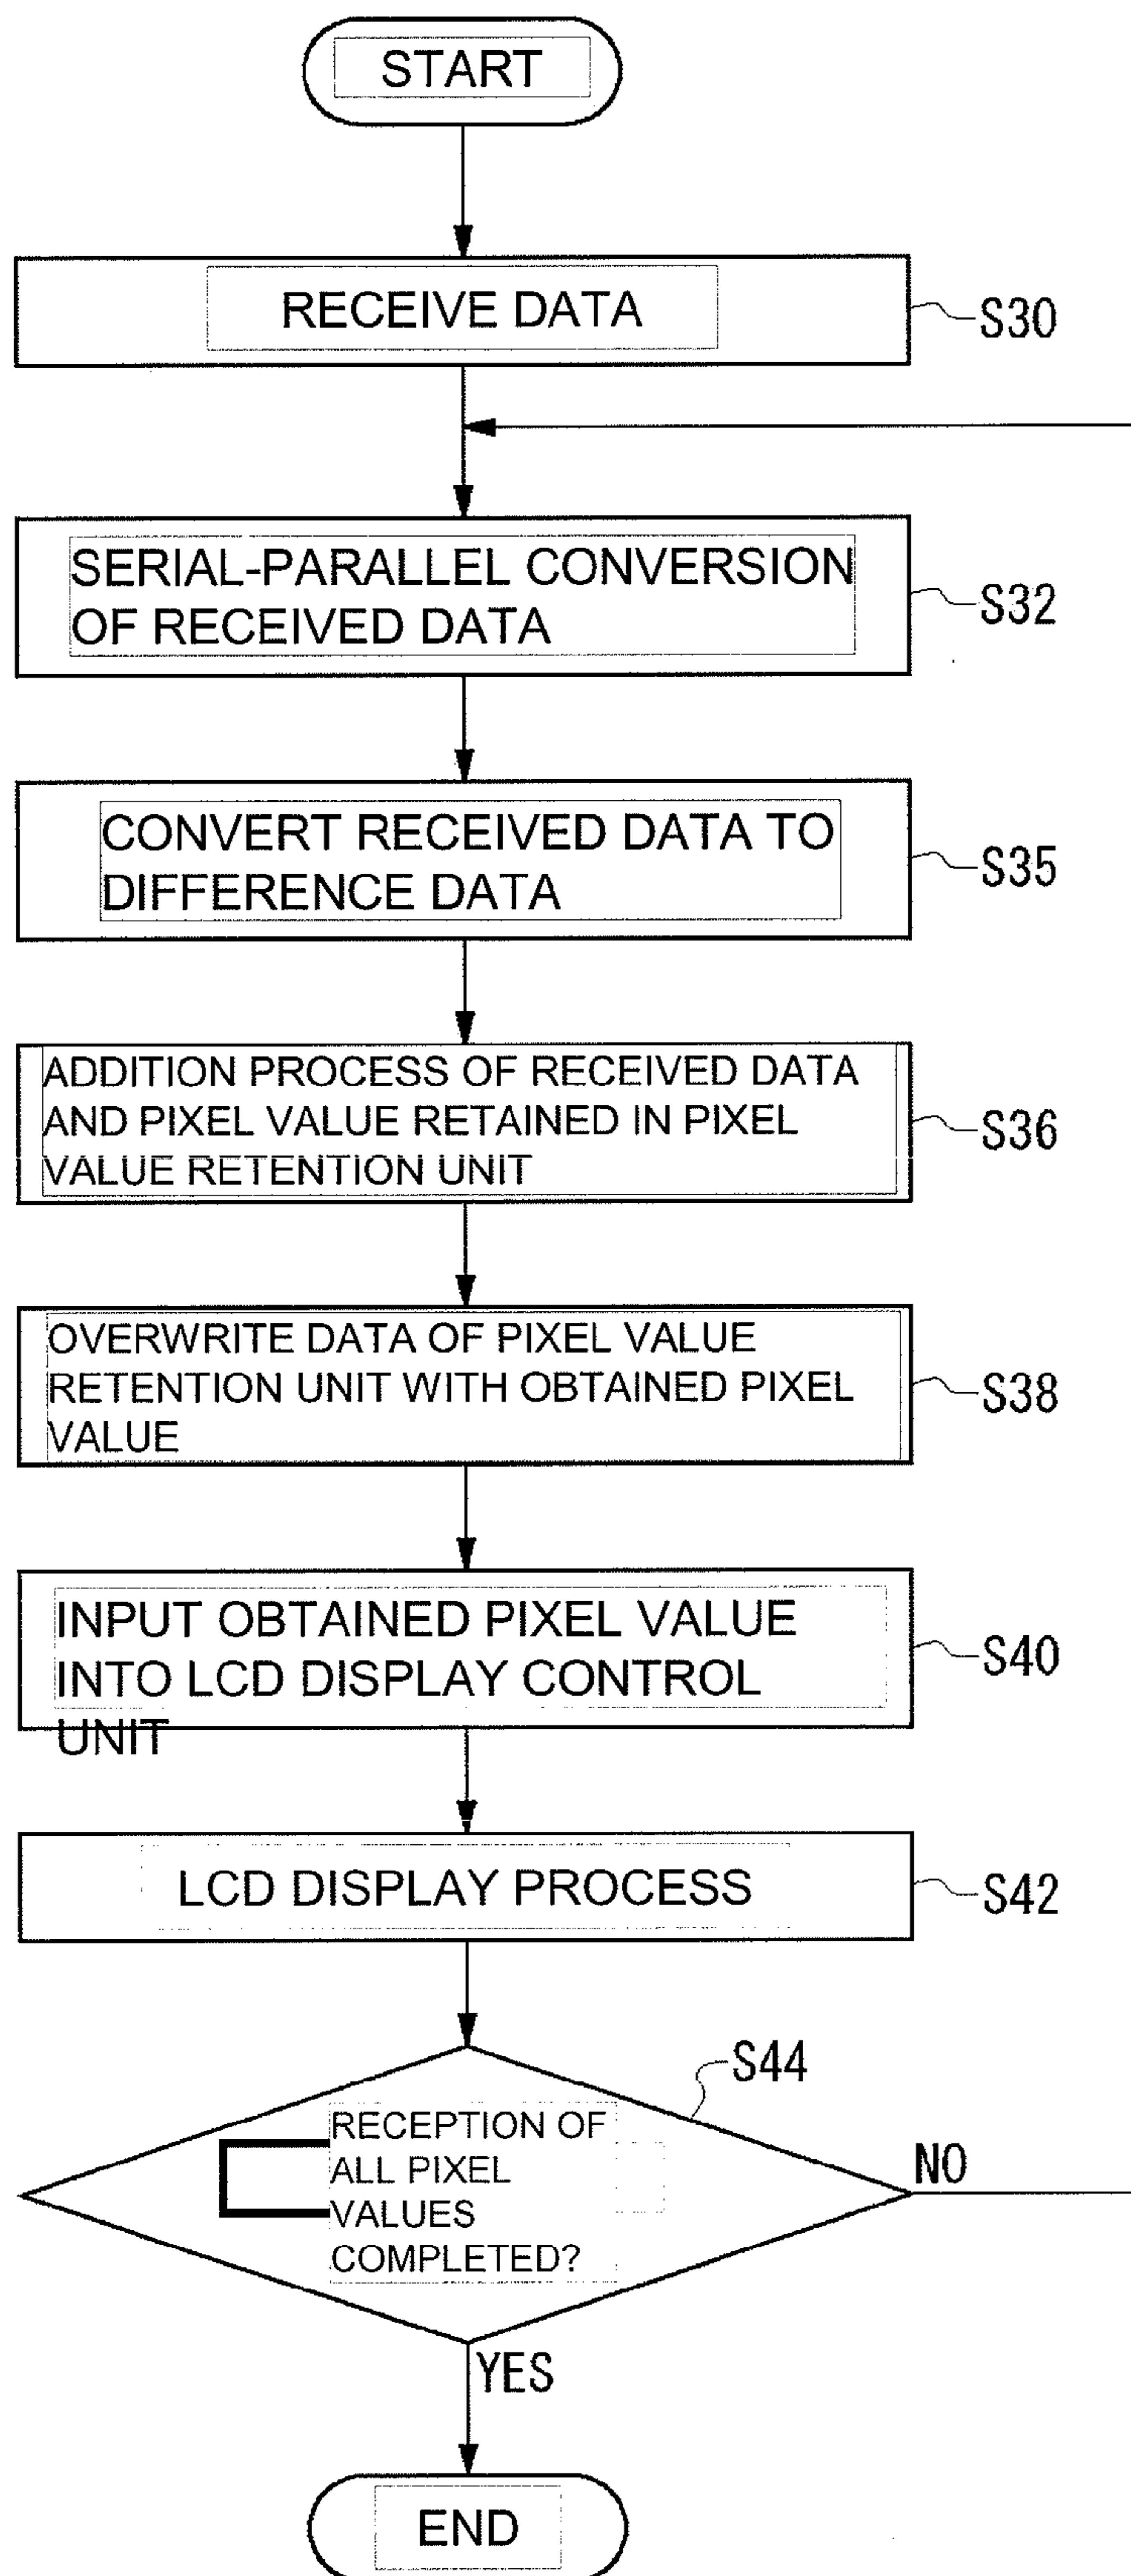 START
RECEIVE DATA
S30
SERIAL-PARALLEL CONVERSION
OF RECEIVED DATA
S32
CONVERT RECEIVED DATA TO
DIFFERENCE DATA
S35
ADDITION PROCESS OF RECEIVED DATA
AND PIXEL VALUE RETAINED IN PIXEL
VALUE RETENTION UNIT
S36
OVERWRITE DATA OF PIXEL VALUE
RETENTION UNIT WITH OBTAINED PIXEL
VALUE
S38
INPUT OBTAINED PIXEL VALUE
INTO LCD DISPLAY CONTROL
UNIT
S40
LCD DISPLAY PROCESS
S42
S44
RECEPTION OF
ALL PIXEL
VALUES
COMPLETED?
NO
YES
END